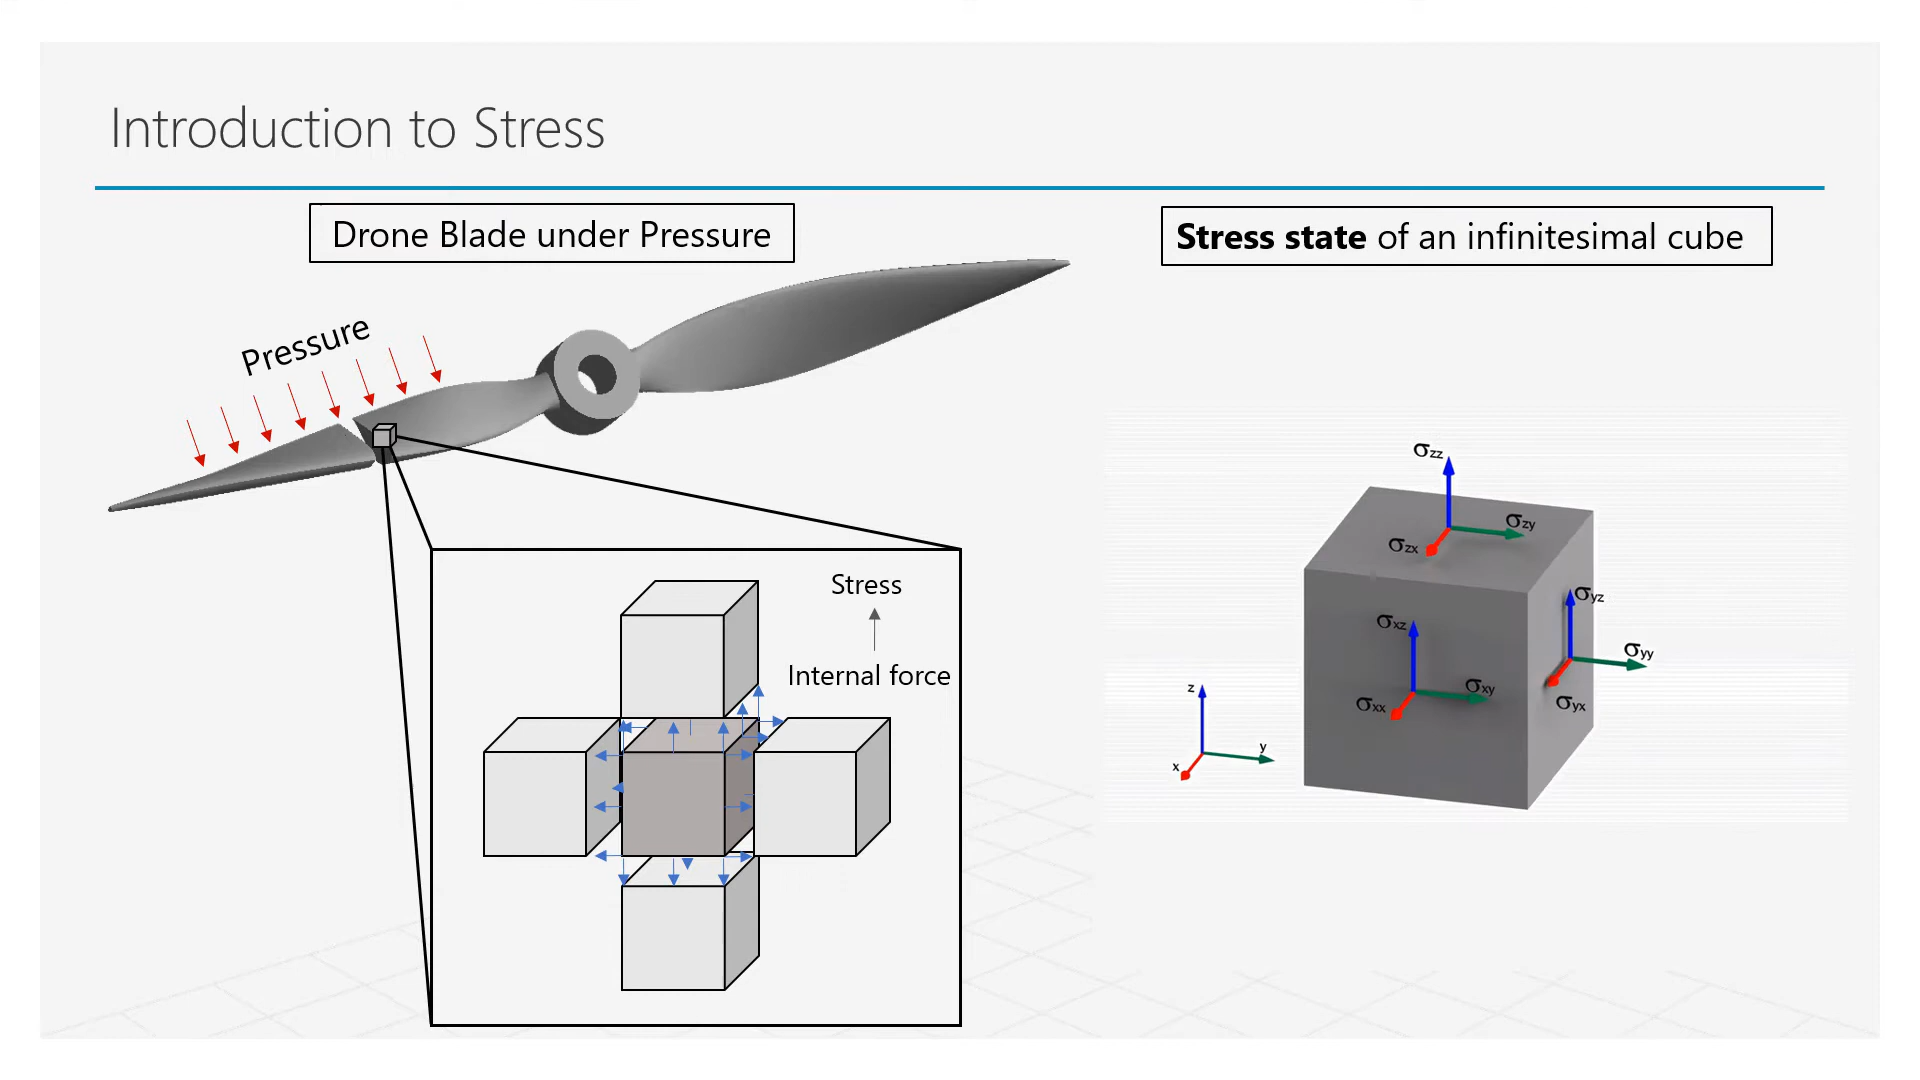 Introduction to Stress
Drone Blade under Pressure
Stress state of an infinitesimal cube
Pressure
Stress
Internal force
σzz
σzy
σzx
σyz
σxz
σyy
σxy
σxx
σyx
z
y
x